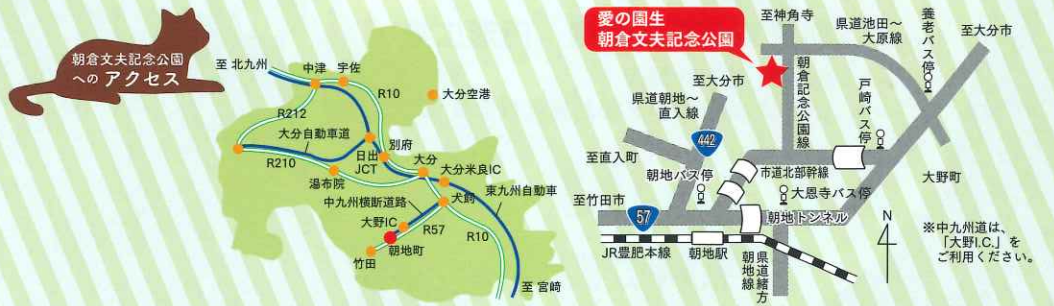 朝倉文夫記念公園
への アクセス
至 北九州
中津
宇佐
R10
大分空港
R212
大分自動車道
R210
日出
JCT
別府
湯布院
大分
大分米良IC
東九州自動車
中九州横断道路
犬飼
大野IC
R57
R10
朝地町
竹田
至 宮崎
愛の園生
朝倉文夫記念公園
至神角寺
県道池田～
大原線
養老バス停
至大分市
至大分市
県道朝地～
直入線
朝倉記念公園線
戸崎バス停
442
至直入町
朝地バス停
市道北部幹線
大恩寺バス停
大野町
至竹田市
57
朝地トンネル
JR豊肥本線
朝地駅
県道緒方
朝地線
N
※中九州道は、
「大野I.C.」を
ご利用ください。